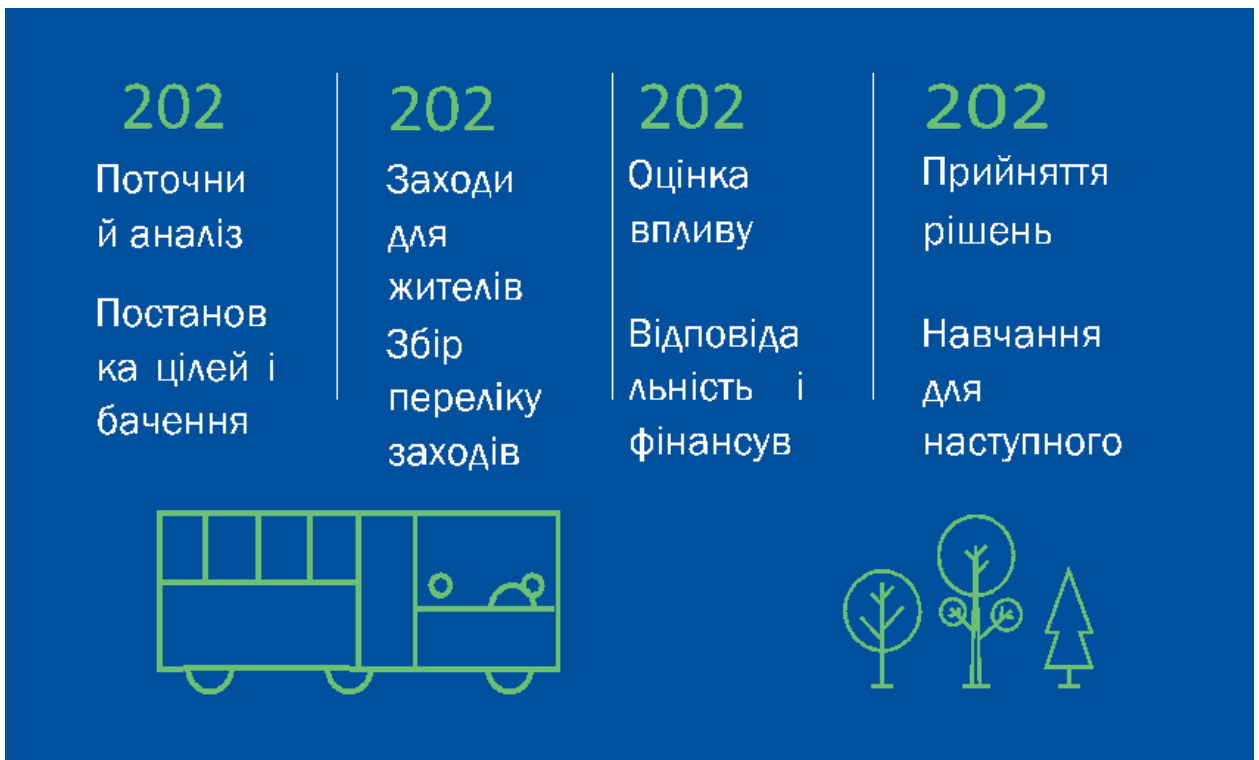 202
Поточни
й аналіз
Постанов
ка цілей і
бачення
202
Заходи
для
жителів
Збір
переліку
заходів
202
Оцінка
впливу
Відповіда
льність і
фінансув
202
Прийняття
рішень
Навчання
для
наступного